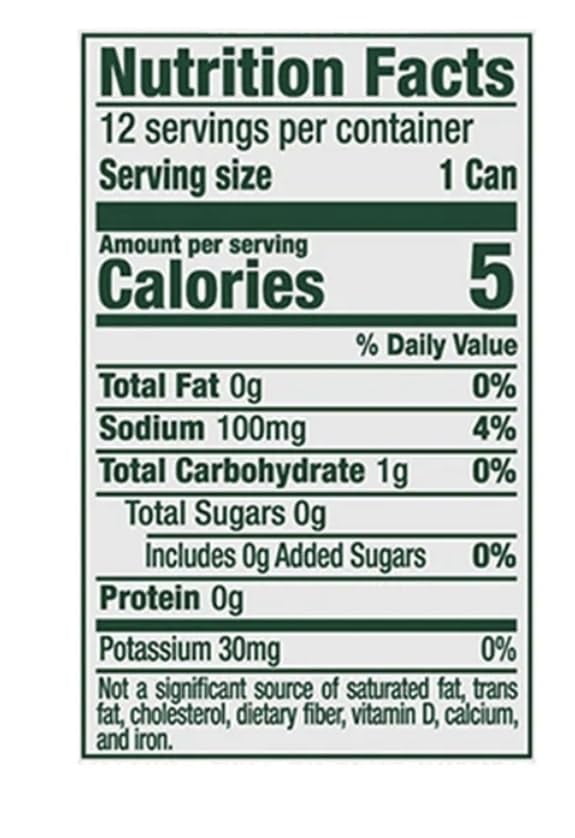 Nutrition Facts
12 servings per container
Serving size 1 Can
Amount per serving
Calories 5
% Daily Value
Total Fat 0g 0%
Sodium 100mg 4%
Total Carbohydrate 1g 0%
Total Sugars 0g
Includes 0g Added Sugars 0%
Protein 0g
Potassium 30mg 0%
Not a significant source of saturated fat, trans
fat, cholesterol, dietary fiber, vitamin D, calcium,
and iron.